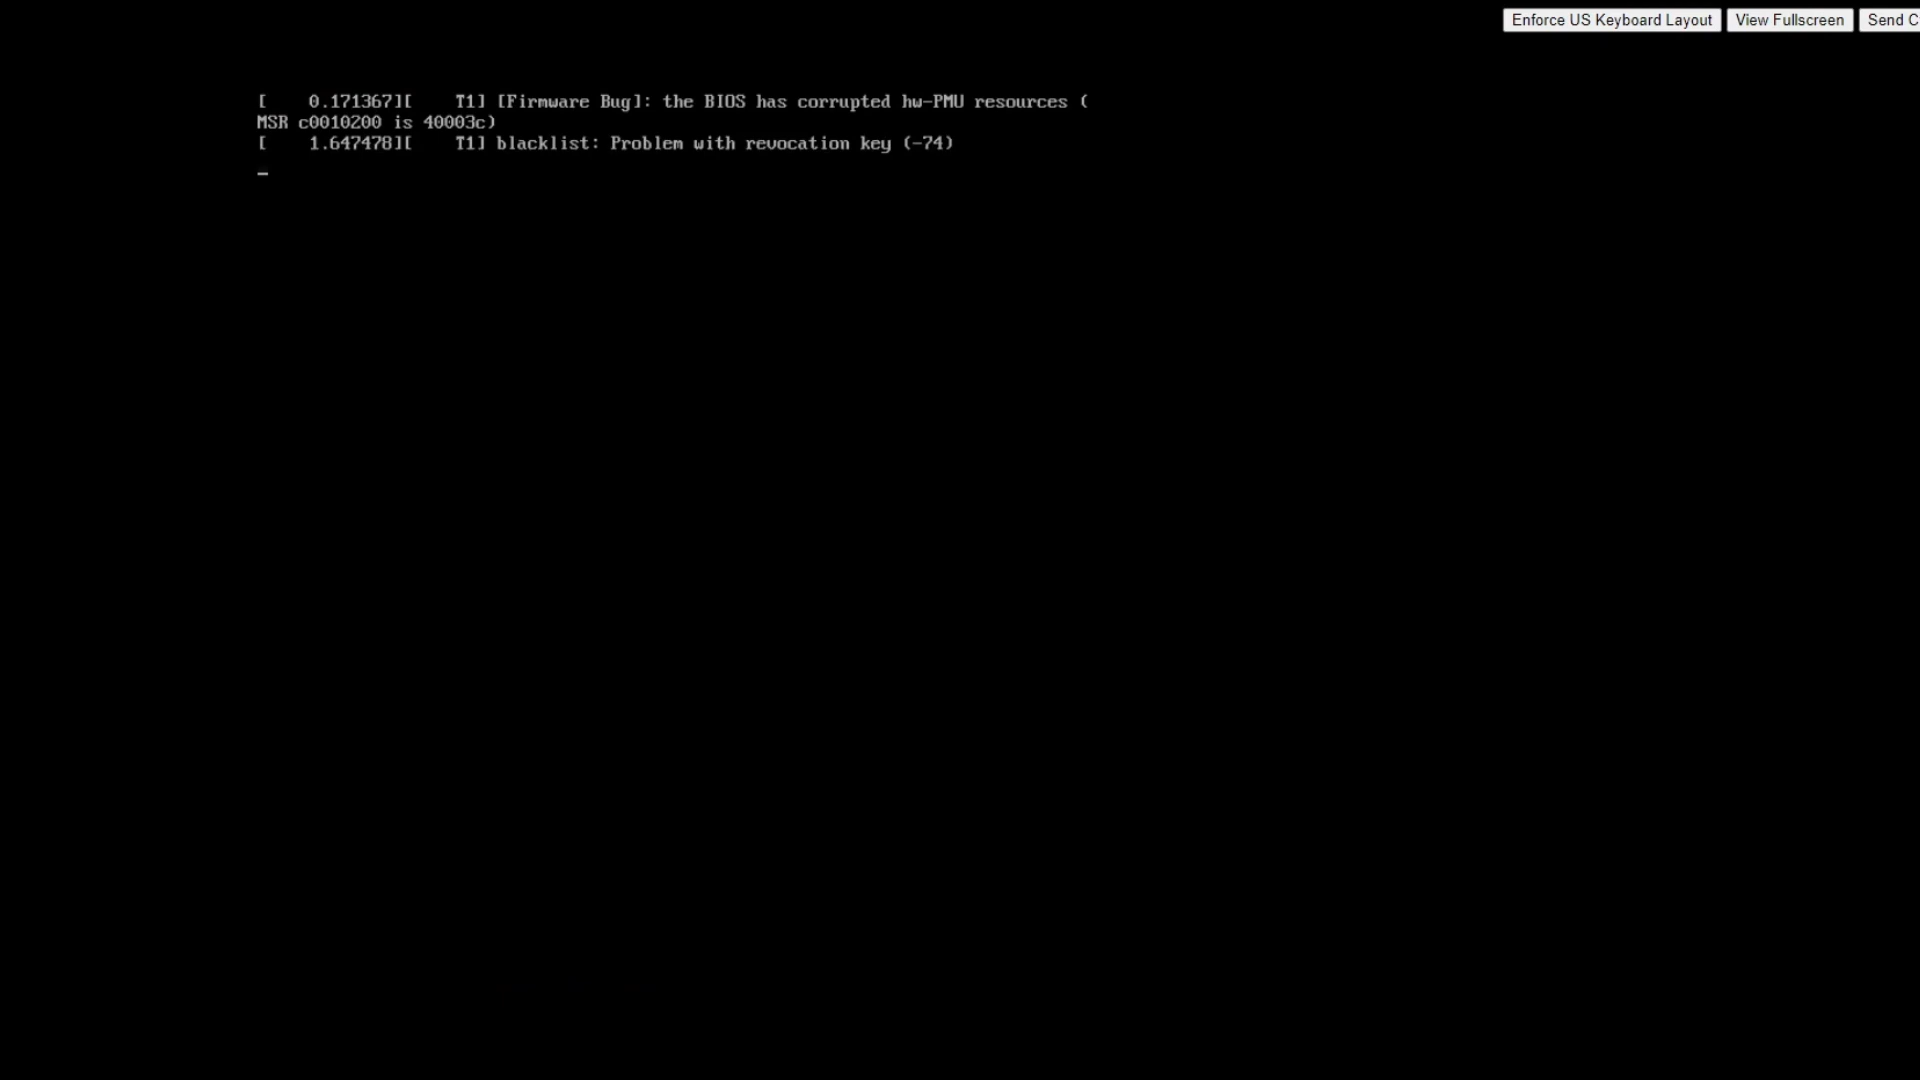 Enforce US Keyboard Layout View Fullscreen Send C
[    0.171367][    T1] [Firmware Bug]: the BIOS has corrupted hw-PMU resources (
MSR c0010200 is 40003c)
[    1.647478][    T1] blacklist: Problem with revocation key (-74)
_